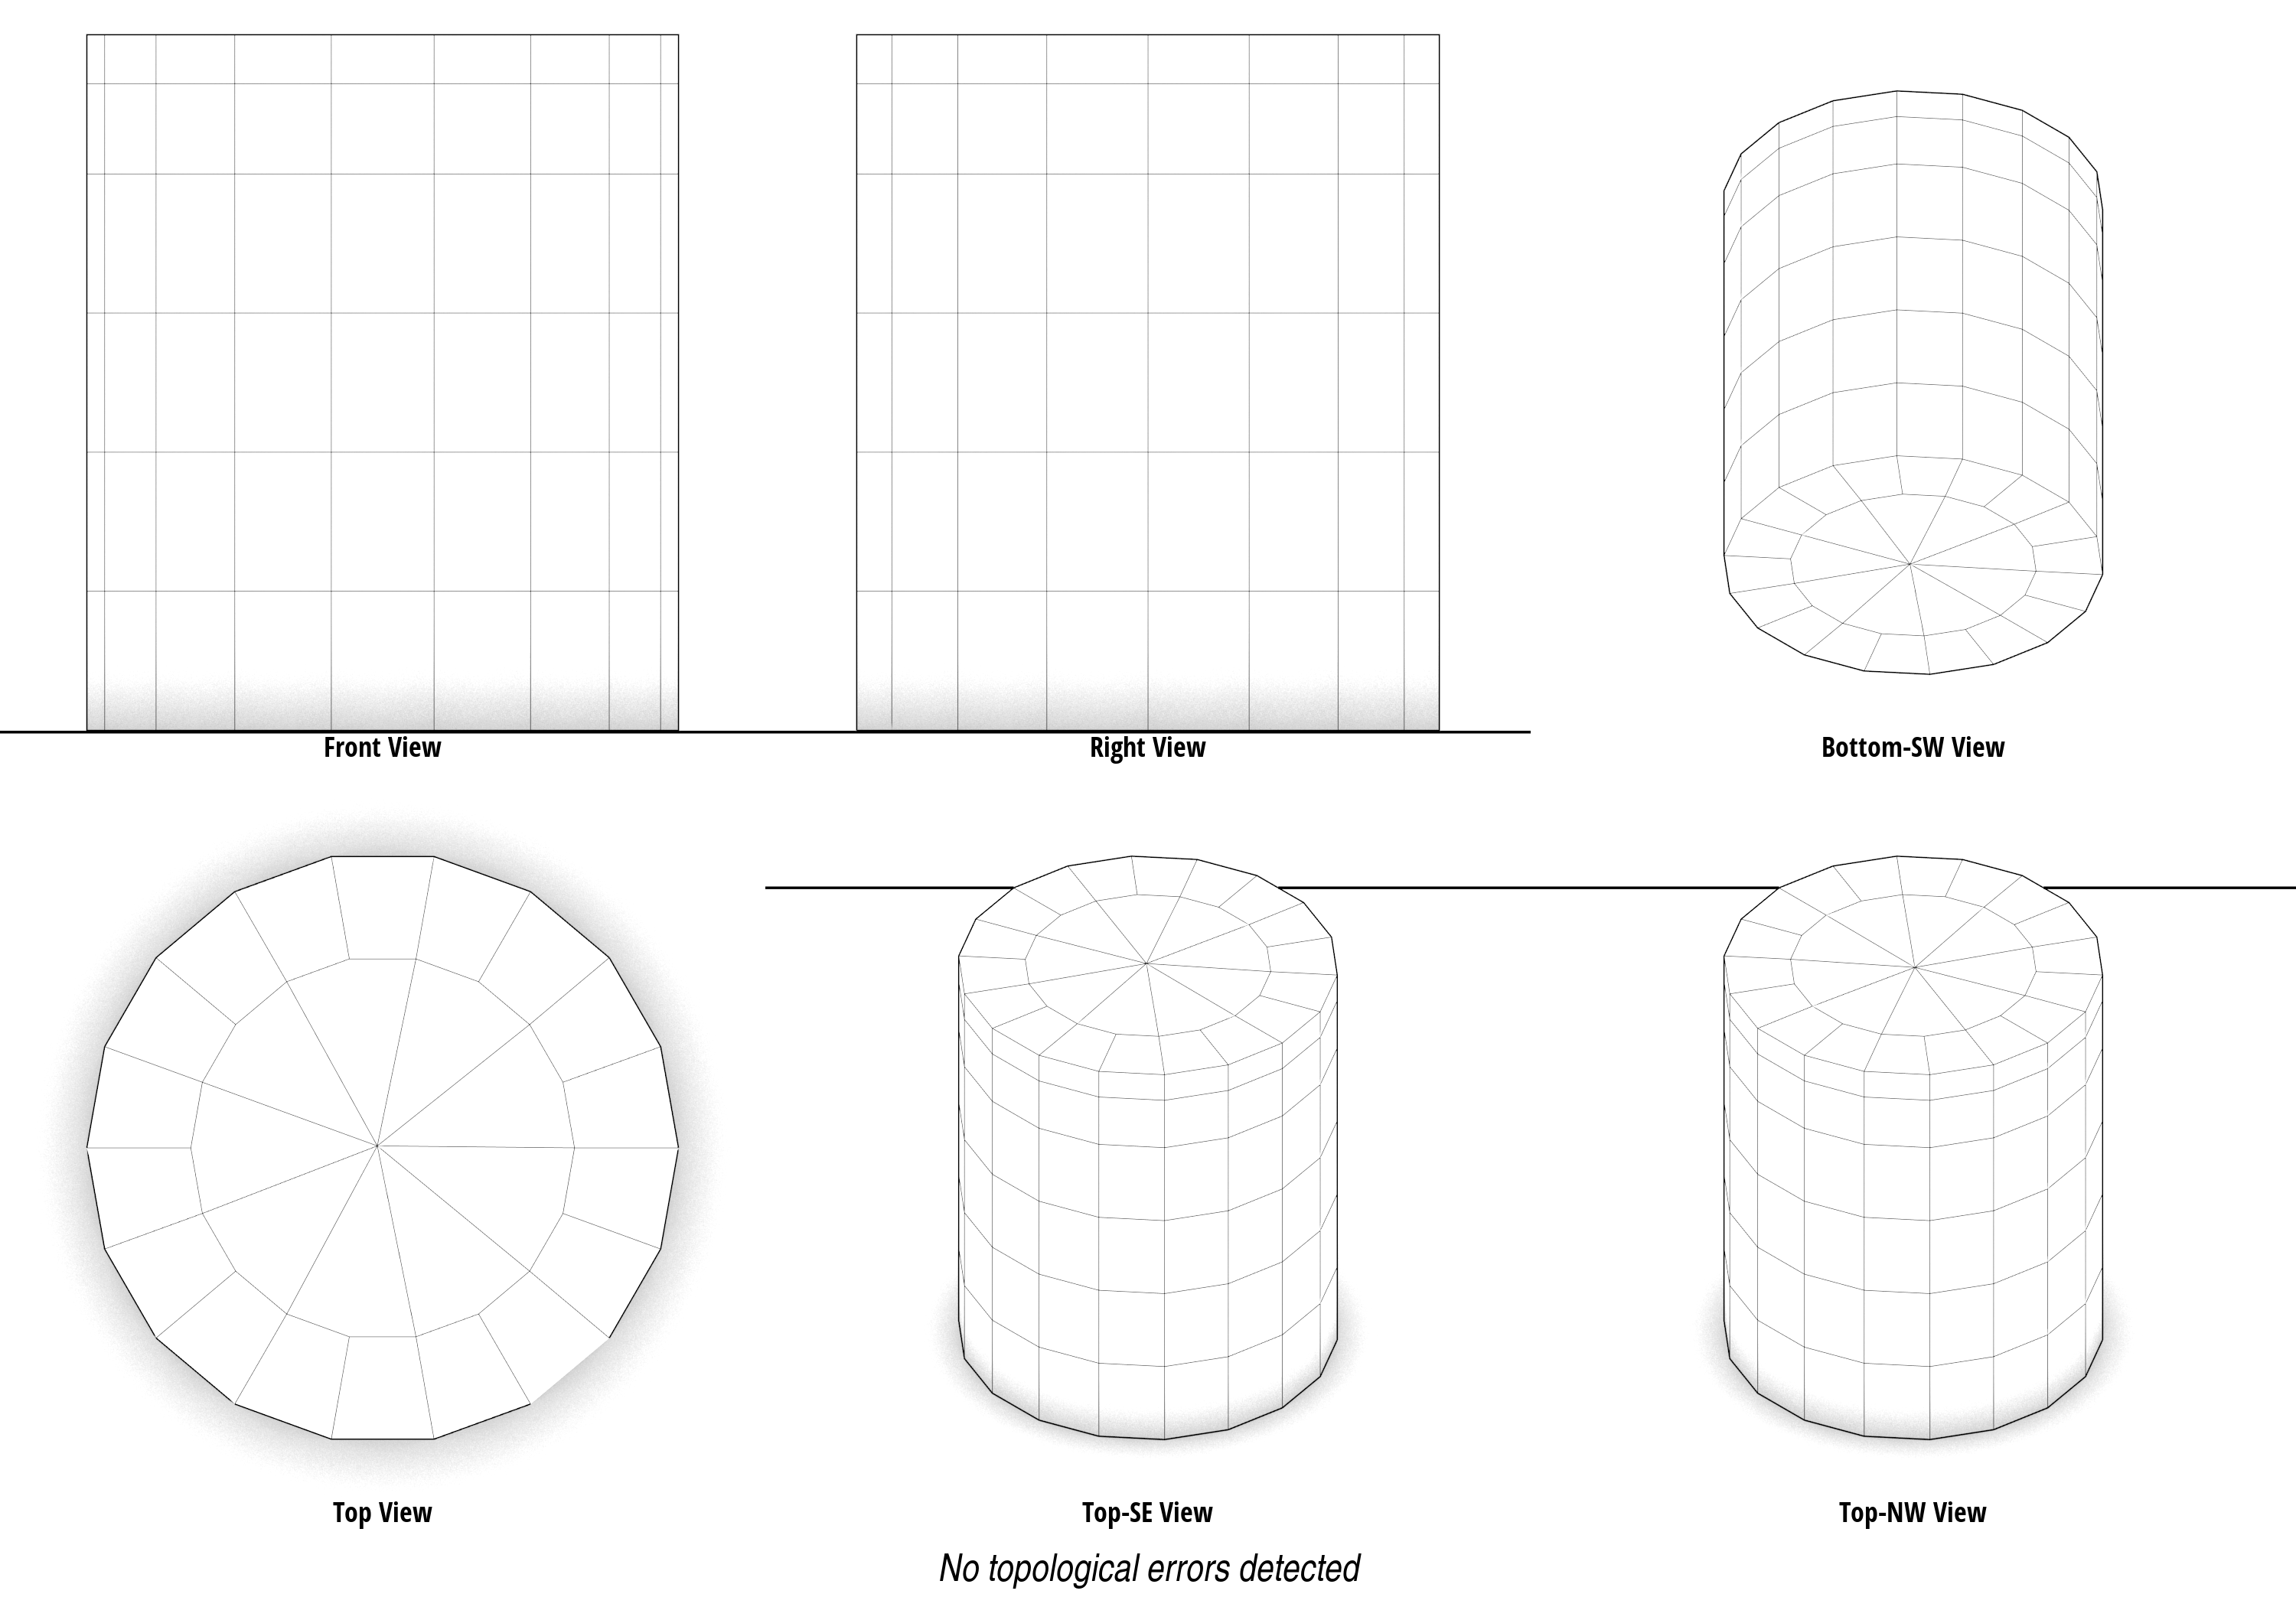 Front View
Right View
Bottom-SW View
Top View
Top-SE View
Top-NW View
No topological errors detected